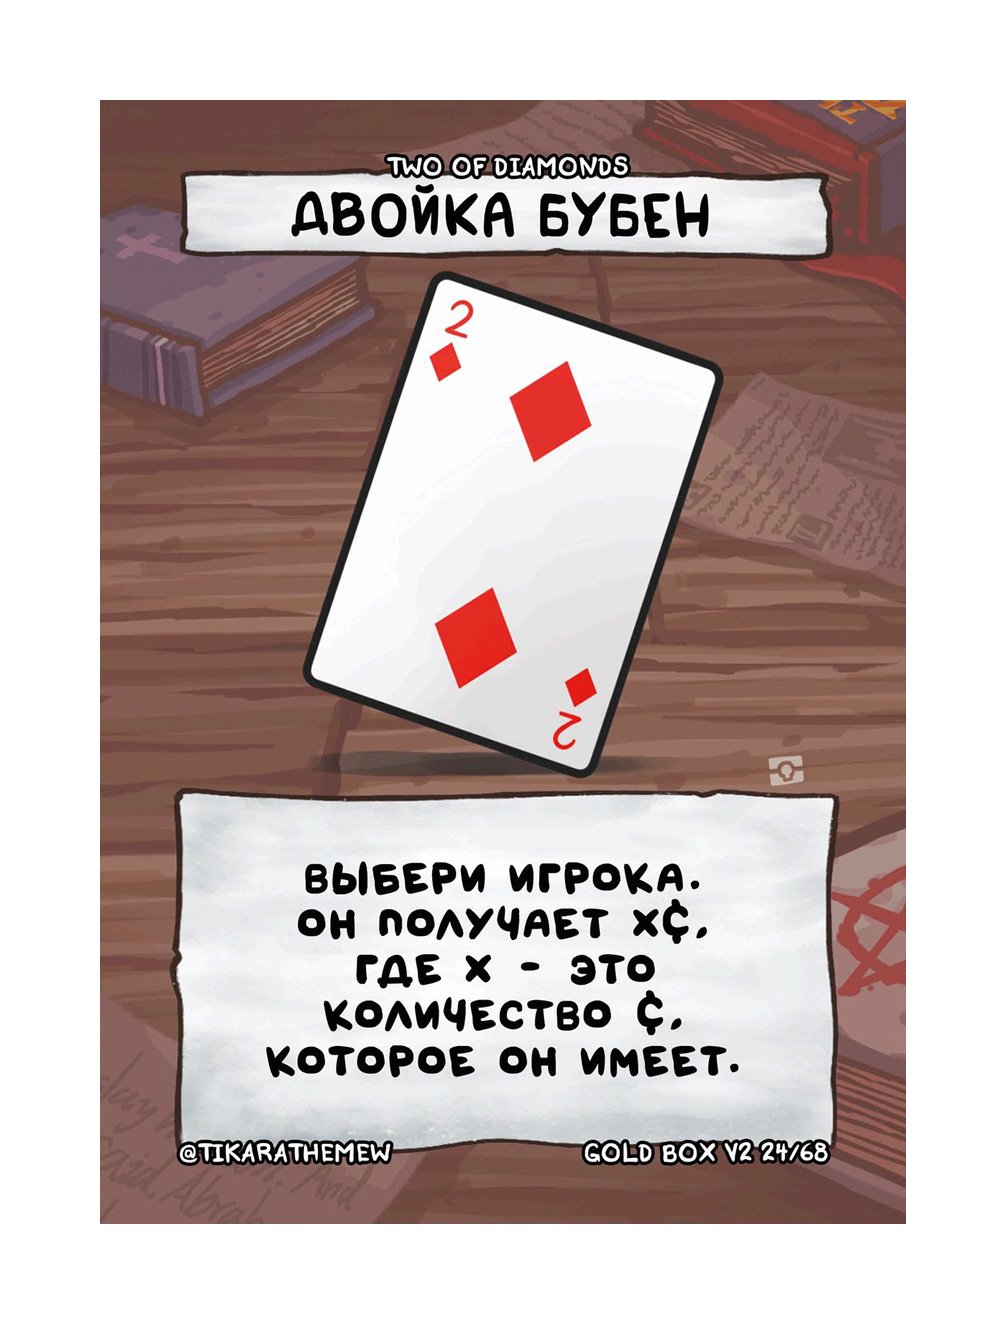 TWO OF DIAMONDS
ДВОЙКА БУБЕН
2
2
ВЫБЕРИ ИГРОКА.
ОН ПОЛУЧАЕТ X¢,
ГДЕ X - ЭТО
КОЛИЧЕСТВО ¢,
КОТОРОЕ ОН ИМЕЕТ.
@TIKARATHEMEW
GOLD BOX V2 24/68